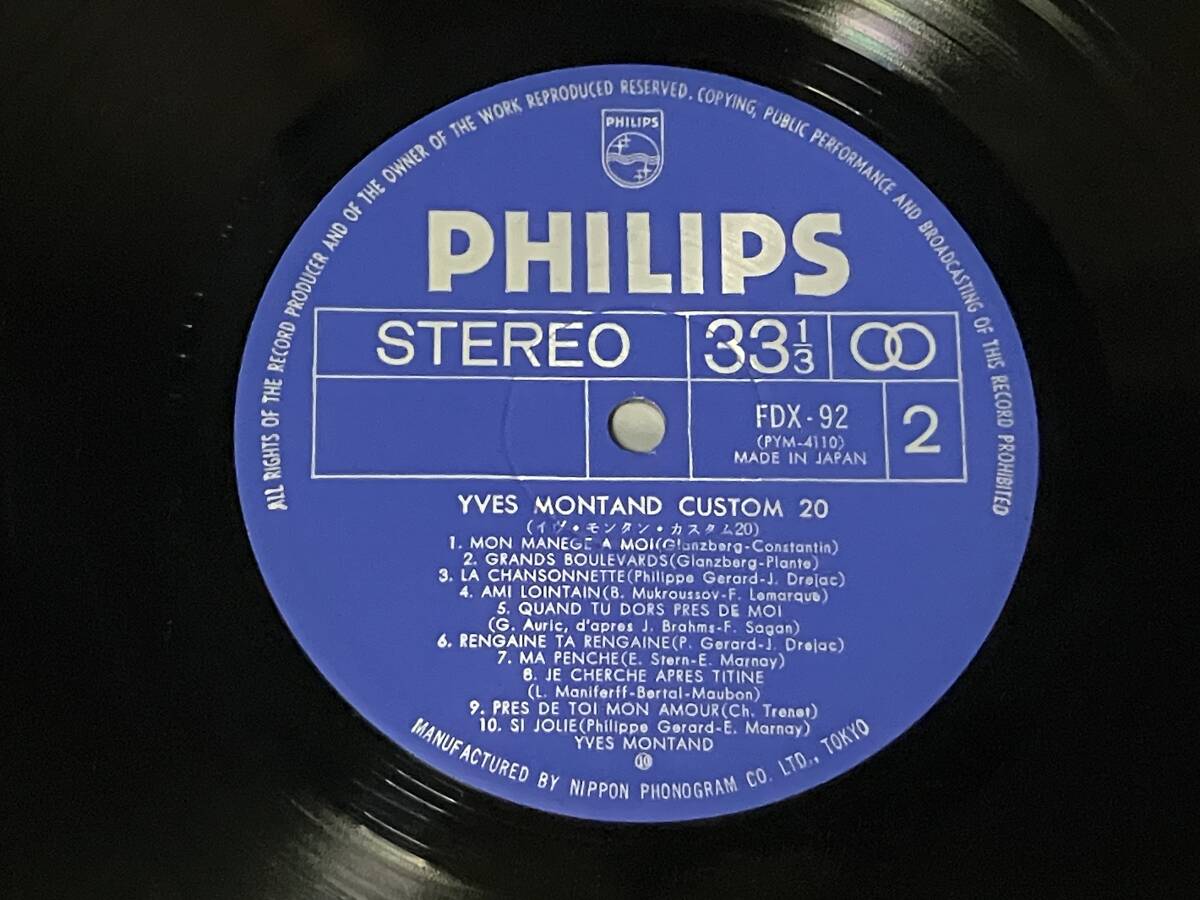 ALL RIGHTS OF THE RECORD PRODUCER AND OF THE OWNER OF THE WORK REPRODUCED RESERVED. COPYING, PUBLIC PERFORMANCE AND BROADCASTING OF THIS RECORD PROHIBITED
PHILIPS
PHILIPS
STEREO 33 1/3
FDX-92 2
(PYM-4110)
MADE IN JAPAN
YVES MONTAND CUSTOM 20
(イヴ・モンタン・カスタム20)
1. MON MANEGE A MOI(Glanzberg-Constantin)
2. GRANDS BOULEVARDS(Glanzberg-Plante)
3. LA CHANSONNETTE(Philippe Gerard-J. Drejac)
4. AMI LOINTAIN(B. Mukroussov-F. Lemarque)
5. QUAND TU DORS PRES DE MOI
(G. Auric, d'apres J. Brahms-F. Sagan)
6. RENGAINE TA RENGAINE(P. Gerard-J. Drejac)
7. MA PENCHE(E. Stern-E. Marnay)
8. JE CHERCHE APRES TITINE
(L. Maniferff-Bertal-Maubon)
9. PRES DE TOI MON AMOUR(Ch. Trenet)
10. SI JOLIE(Philippe Gerard-E. Marnay)
YVES MONTAND
⑩
MANUFACTURED BY NIPPON PHONOGRAM CO. LTD., TOKYO